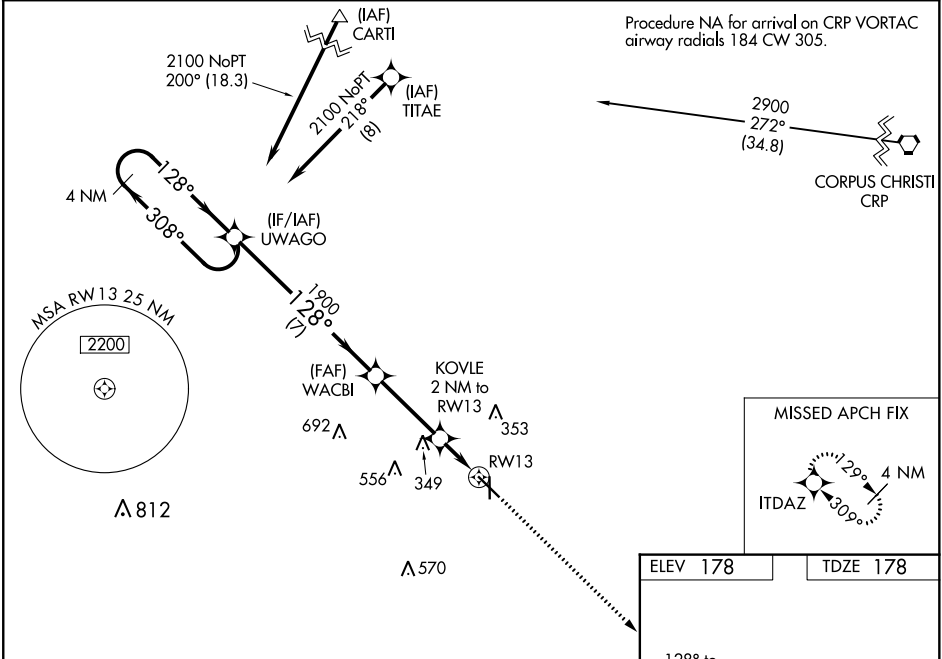 (IAF)
CARTI
Procedure NA for arrival on CRP VORTAC
airway radials 184 CW 305.
2100 NoPT
200° (18.3)
(IAF)
TITAE
2100 NoPT
218°
(8)
2900
272°
(34.8)
CORPUS CHRISTI
CRP
128°
4 NM
308°
(IF/IAF)
UWAGO
MSA RW13 25 NM
2200
1900
128°
(7)
(FAF)
WACBI
KOVLE
2 NM to
RW13
353
692
556
349
RW13
812
570
MISSED APCH FIX
129°
4 NM
ITDAZ
309°
ELEV 178
TDZE 178
128° to